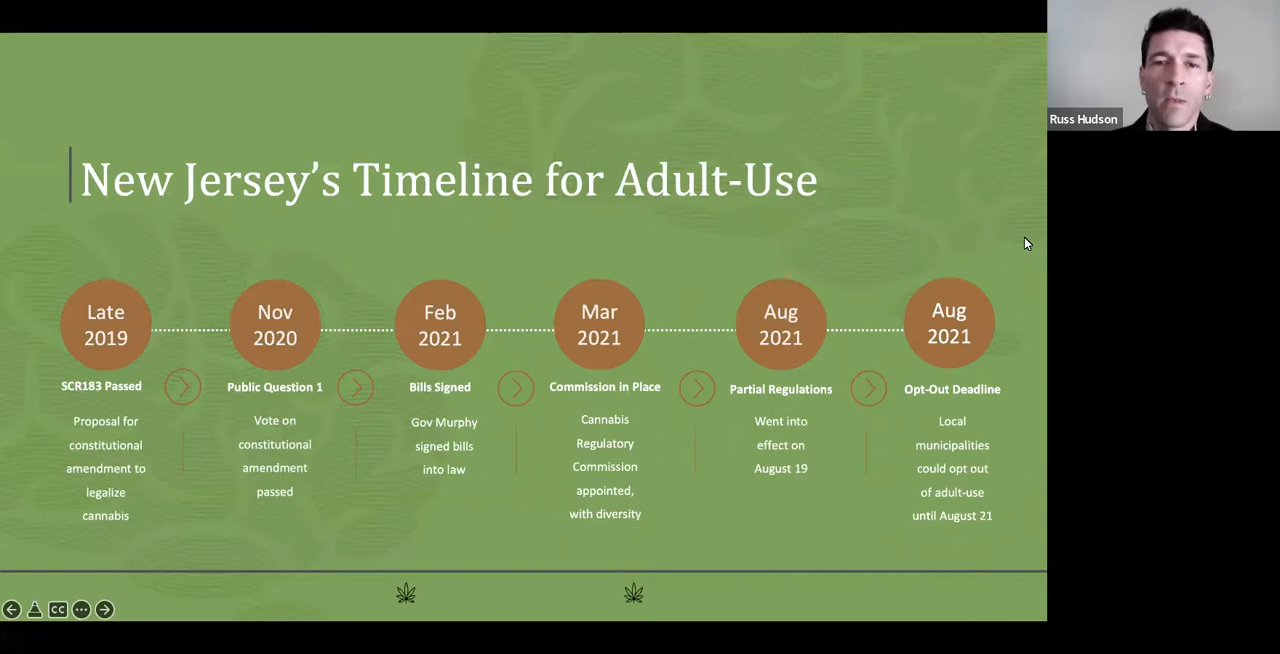 Russ Hudson
New Jersey’s Timeline for Adult-Use
Late
2019
SCR183 Passed
Proposal for
constitutional
amendment to
legalize
cannabis
Nov
2020
Public Question 1
Vote on
constitutional
amendment
passed
Feb
2021
Bills Signed
Gov Murphy
signed bills
into law
Mar
2021
Commission in Place
Cannabis
Regulatory
Commission
appointed,
with diversity
Aug
2021
Partial Regulations
Went into
effect on
August 19
Aug
2021
Opt-Out Deadline
Local
municipalities
could opt out
of adult-use
until August 21
CC